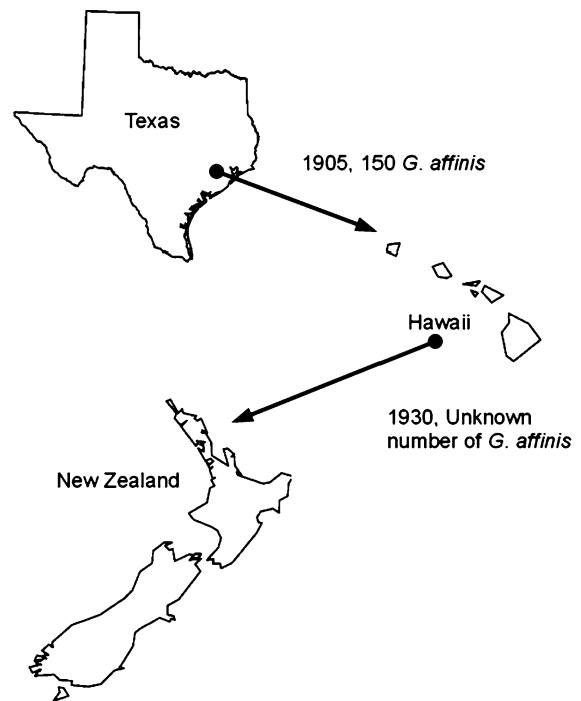 Texas
1905, 150 G. affinis
Hawaii
1930, Unknown
number of G. affinis
New Zealand